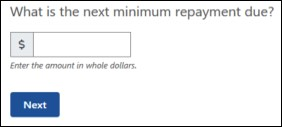 What is the next minimum repayment due?
$
Enter the amount in whole dollars.
Next